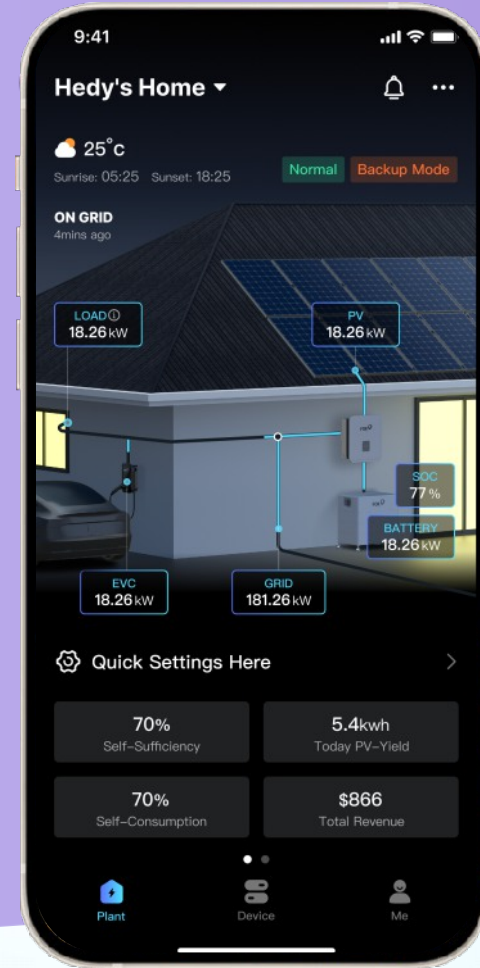 9:41
Hedy's Home
25°c
Sunrise: 05:25 Sunset: 18:25
Normal
Backup Mode
ON GRID
4mins ago
LOAD
18.26 kW
PV
18.26 kW
SOC
77 %
BATTERY
18.26 kW
EVC
18.26 kW
GRID
181.26 kW
Quick Settings Here
70%
Self-Sufficiency
5.4kwh
Today PV-Yield
70%
Self-Consumption
$866
Total Revenue
Plant
Device
Me